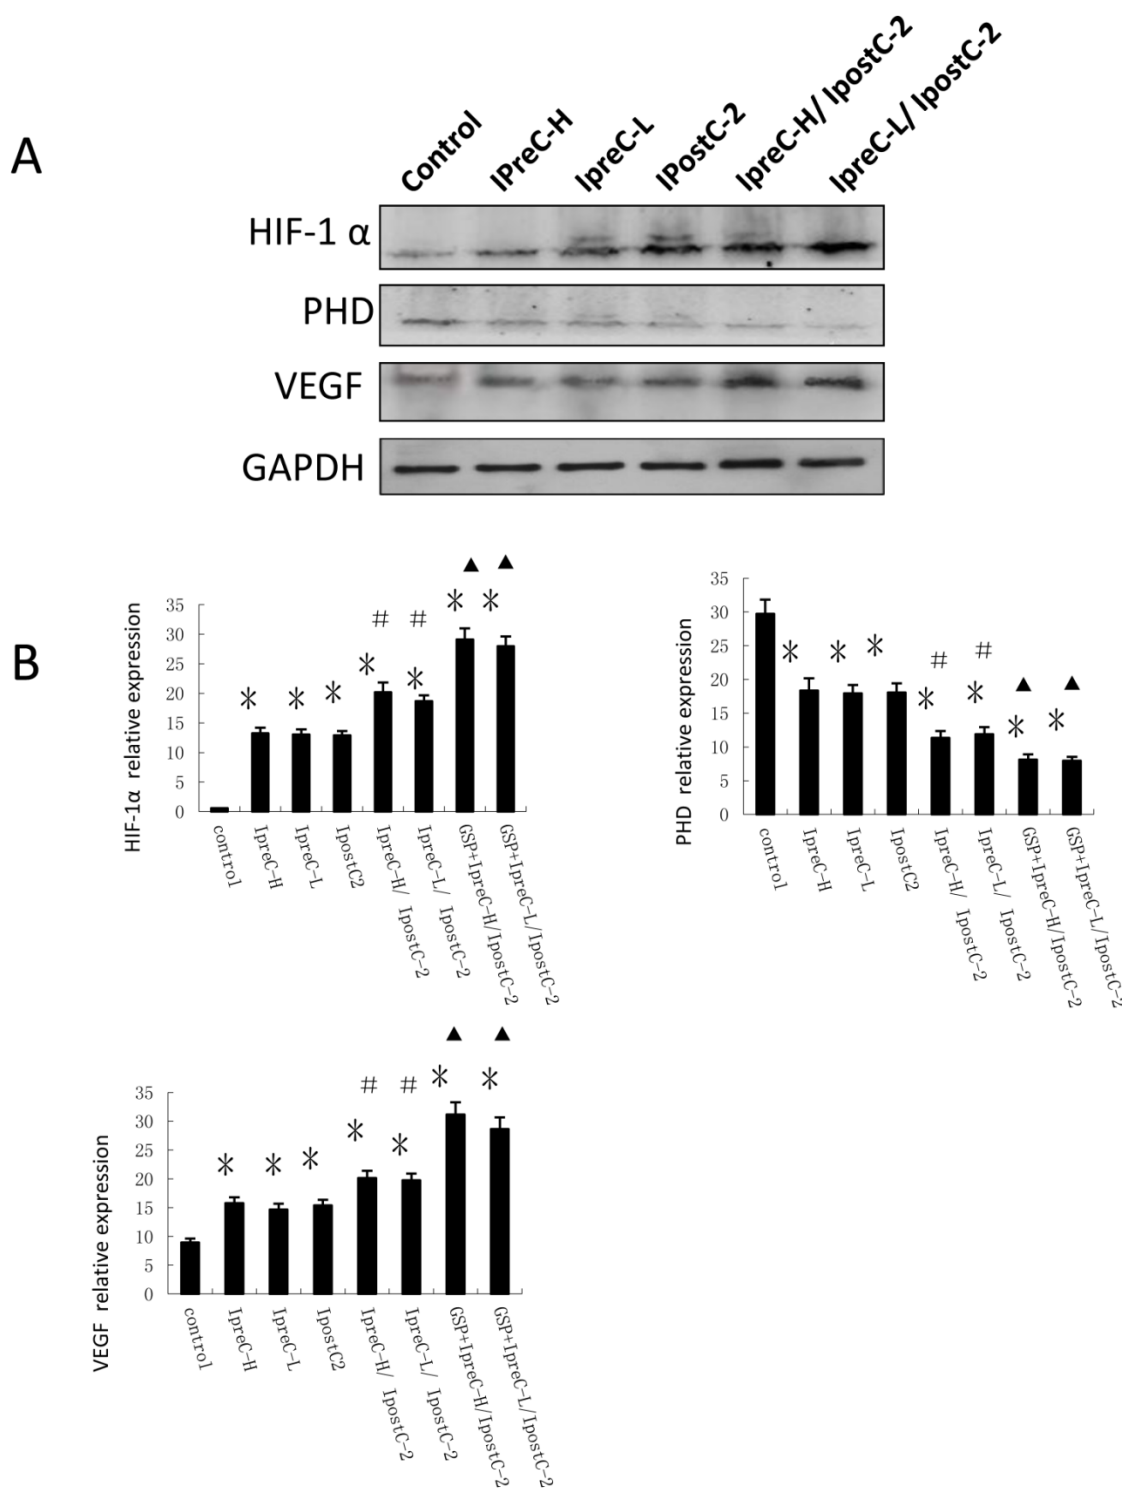 A
Control IPreC-H IpreC-L IPostC-2 IpreC-H/ IpostC-2 IpreC-L/ IpostC-2
HIF-1 α
PHD
VEGF
GAPDH
B
HIF-1α relative expression
35
30
25
20
15
10
5
0
* * * * # * # * ▲ * ▲
control IpreC-H IpreC-L IpostC2 IpreC-H/ IpostC-2 IpreC-L/ IpostC-2 GSP+IpreC-H/IpostC-2 GSP+IpreC-L/IpostC-2
PHD relative expression
35
30
25
20
15
10
5
0
* * * * # * # * ▲ * ▲
control IpreC-H IpreC-L IpostC2 IpreC-H/ IpostC-2 IpreC-L/ IpostC-2 GSP+IpreC-H/IpostC-2 GSP+IpreC-L/IpostC-2
VEGF relative expression
35
30
25
20
15
10
5
0
* * * * # * # * ▲ * ▲
control IpreC-H IpreC-L IpostC2 IpreC-H/ IpostC-2 IpreC-L/ IpostC-2 GSP+IpreC-H/IpostC-2 GSP+IpreC-L/IpostC-2